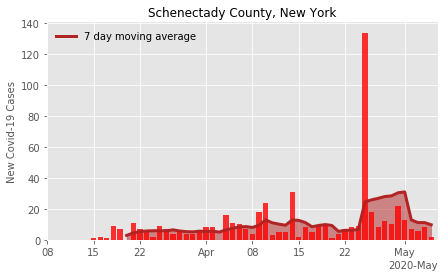 Schenectady County, New York
7 day moving average
New Covid-19 Cases
140
120
100
80
60
40
20
0
08
15
22
Apr
08
15
22
May
2020-May